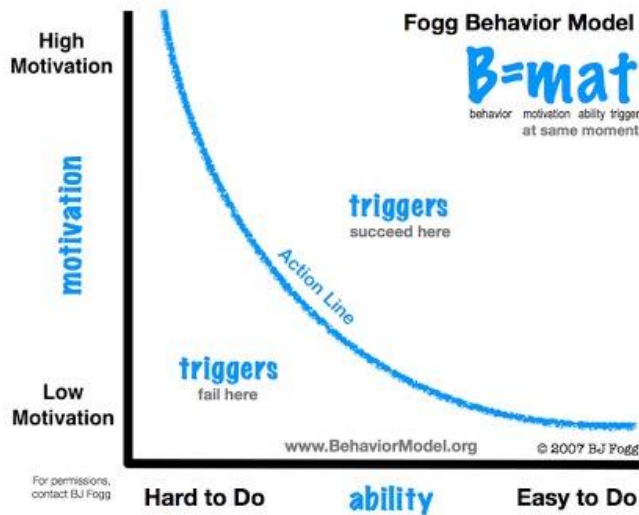 High
Motivation
Fogg Behavior Model
B=mat
behavior motivation ability trigger
at same moment
motivation
triggers
succeed here
Action Line
triggers
fail here
Low
Motivation
www.BehaviorModel.org
© 2007 BJ Fogg
For permissions,
contact BJ Fogg
Hard to Do
ability
Easy to Do